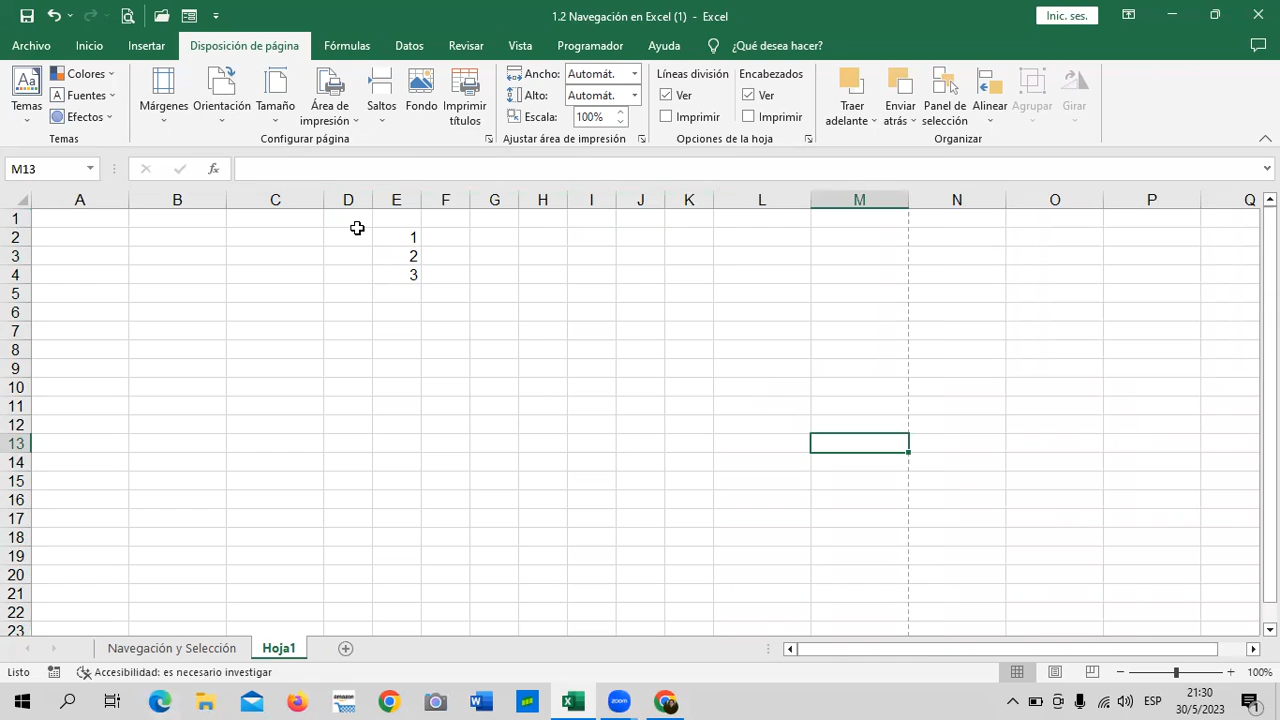 1.2 Navegación en Excel (1) - Excel
Inic. ses.
Archivo Inicio Insertar Disposición de página Fórmulas Datos Revisar Vista Programador Ayuda ¿Qué desea hacer?
Aa Temas
Colores
A Fuentes
Efectos
Temas
Márgenes Orientación Tamaño Área de impresión Saltos Fondo Imprimir títulos
Configurar página
Ancho: Automát.
Alto: Automát.
Escala: 100%
Ajustar área de impresión
Líneas división Encabezados
Ver Ver
Imprimir Imprimir
Opciones de la hoja
Traer adelante Enviar atrás Panel de selección Alinear Agrupar Girar
Organizar
M13 fx
A B C D E F G H I J K L M N O P Q
1
2 1
3 2
4 3
5
6
7
8
9
10
11
12
13
14
15
16
17
18
19
20
21
22
23
Navegación y Selección Hoja1
Listo Accesibilidad: es necesario investigar 100%
amazon W zoom ESP 21:30
30/5/2023 1